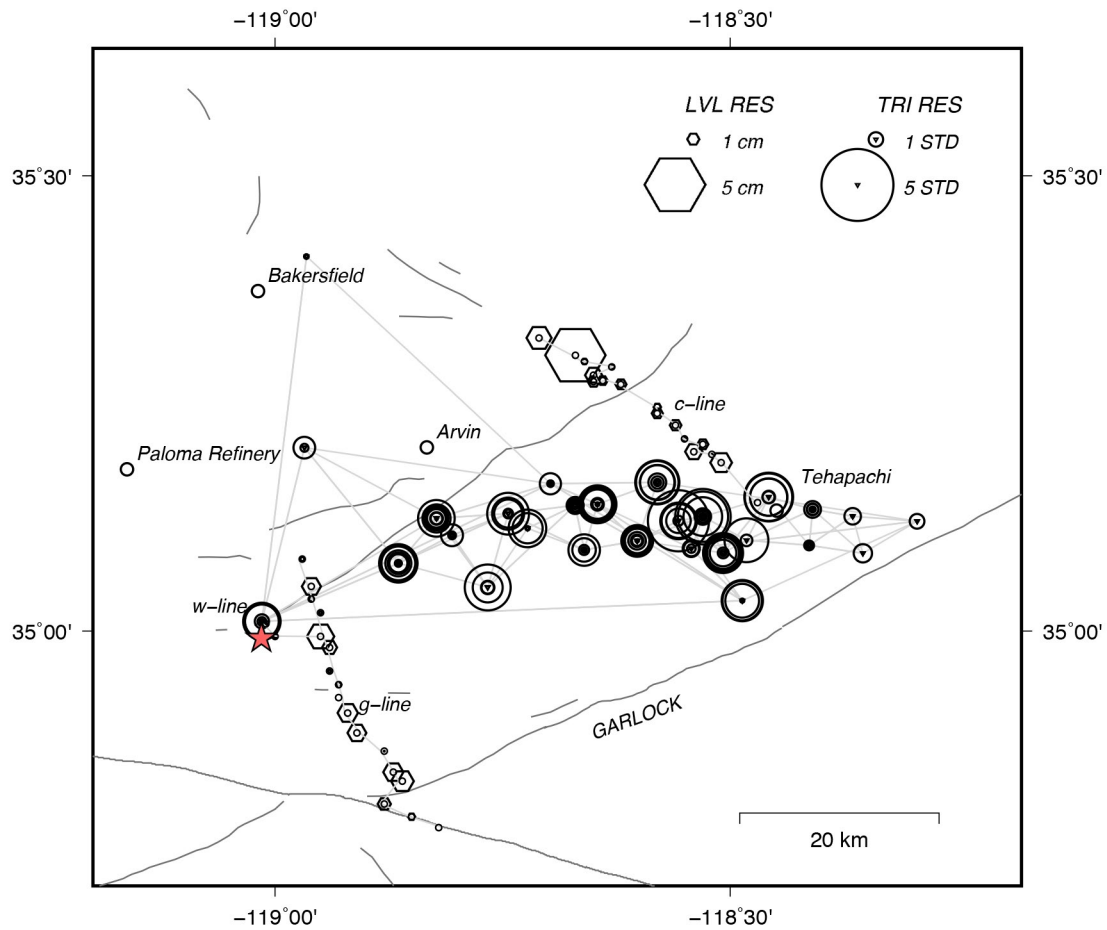 −119˚00' −118˚30'
LVL RES TRI RES
1 cm 1 STD
35˚30' 5 cm 5 STD 35˚30'
Bakersfield
c−line
Arvin
Paloma Refinery
Tehapachi
w−line
35˚00' 35˚00'
g−line
GARLOCK
20 km
−119˚00' −118˚30'